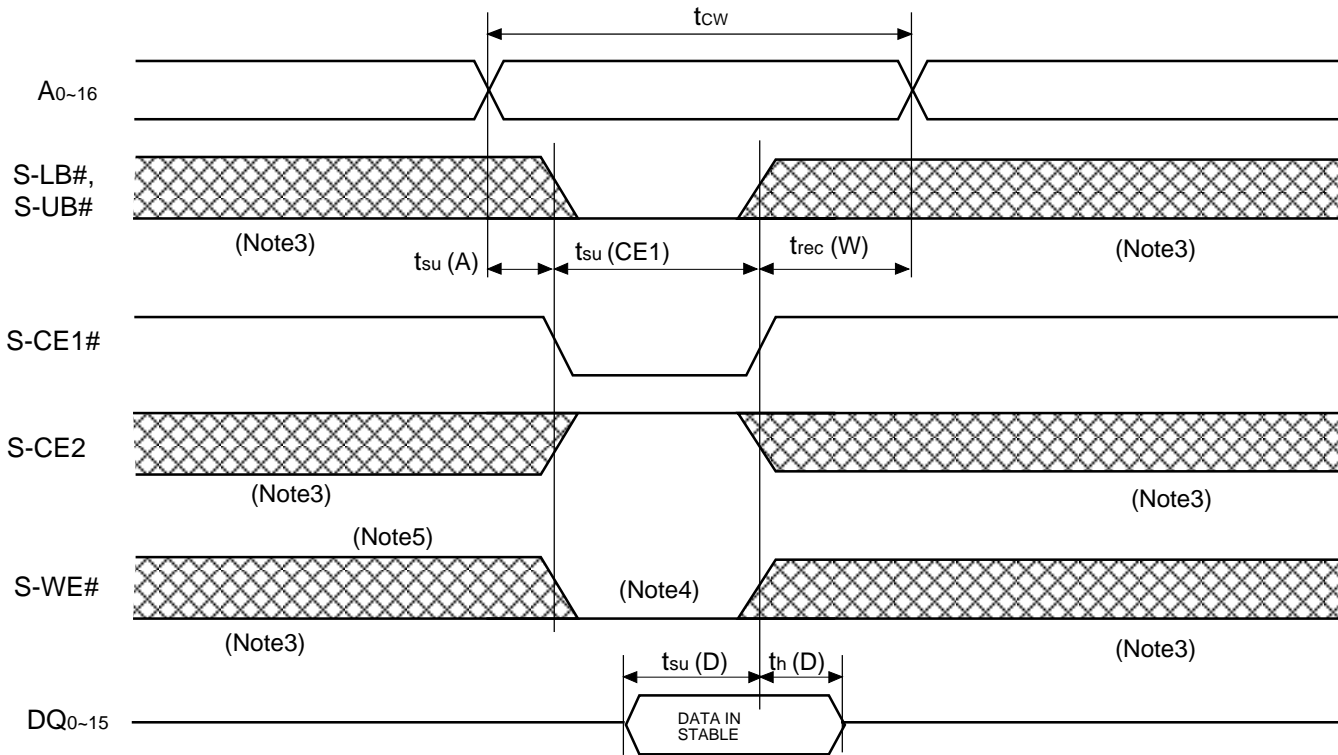 tCW
A0~16
S-LB#,
S-UB#
(Note3)
(Note3)
tsu (A)
tsu (CE1)
trec (W)
S-CE1#
S-CE2
(Note3)
(Note3)
(Note5)
S-WE#
(Note4)
(Note3)
(Note3)
tsu (D)
th (D)
DQ0~15
DATA IN
STABLE